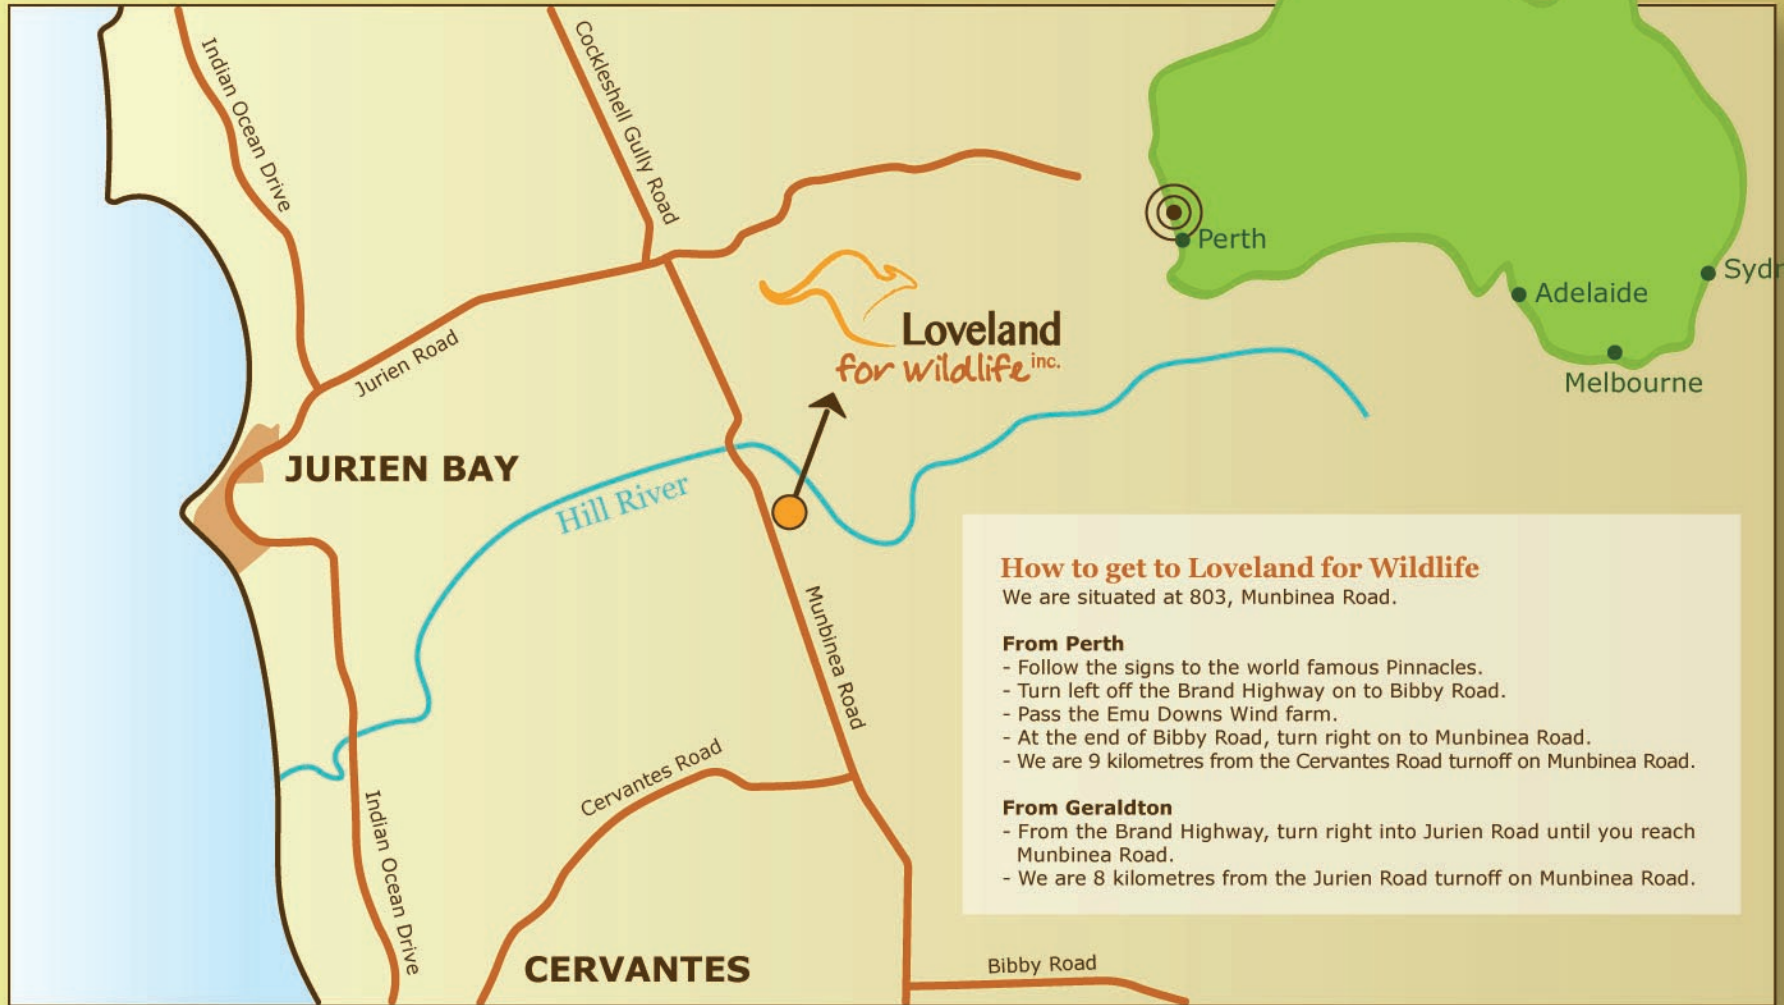 Indian Ocean Drive
Cockleshell Gully Road
Perth
Sydn
Adelaide
Melbourne
Loveland
for wildlife inc.
Jurien Road
JURIEN BAY
Hill River
Munbinea Road
How to get to Loveland for Wildlife
We are situated at 803, Munbinea Road.
From Perth
- Follow the signs to the world famous Pinnacles.
- Turn left off the Brand Highway on to Bibby Road.
- Pass the Emu Downs Wind farm.
- At the end of Bibby Road, turn right on to Munbinea Road.
- We are 9 kilometres from the Cervantes Road turnoff on Munbinea Road.
From Geraldton
- From the Brand Highway, turn right into Jurien Road until you reach
Munbinea Road.
- We are 8 kilometres from the Jurien Road turnoff on Munbinea Road.
Cervantes Road
Indian Ocean Drive
CERVANTES
Bibby Road